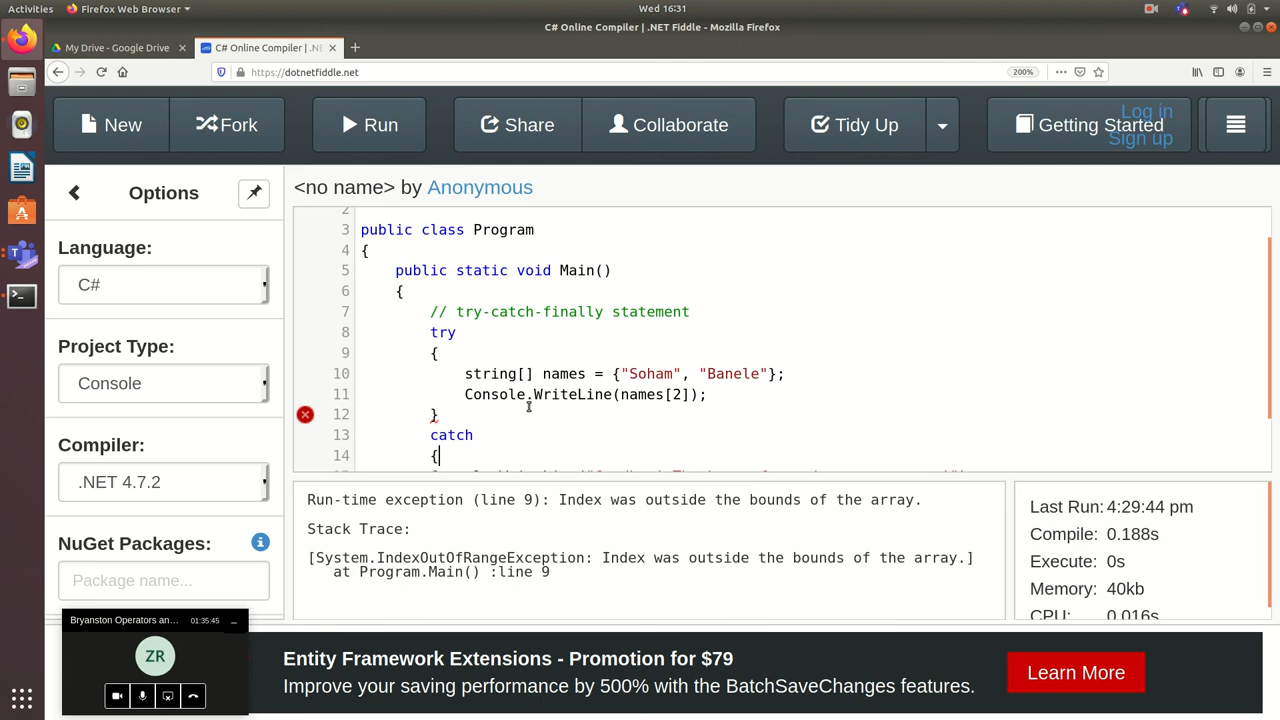 Activities Firefox Web Browser Wed 16:31
C# Online Compiler | .NET Fiddle - Mozilla Firefox
My Drive - Google Drive C# Online Compiler | .NE
https://dotnetfiddle.net 200%
New Fork Run Share Collaborate Tidy Up Getting Started Log in
Sign up
Options
<no name> by Anonymous
Language:
C#
Project Type:
Console
Compiler:
.NET 4.7.2
NuGet Packages:
Package name...
2
3 public class Program
4 {
5 public static void Main()
6 {
7 // try-catch-finally statement
8 try
9 {
10 string[] names = {"Soham", "Banele"};
11 Console.WriteLine(names[2]);
12 }
13 catch
14 {
Run-time exception (line 9): Index was outside the bounds of the array.
Stack Trace:
[System.IndexOutOfRangeException: Index was outside the bounds of the array.]
at Program.Main() :line 9
Last Run: 4:29:44 pm
Compile: 0.188s
Execute: 0s
Memory: 40kb
CPU: 0.016s
Bryanston Operators an... 01:35:45
ZR
Entity Framework Extensions - Promotion for $79
Improve your saving performance by 500% with the BatchSaveChanges features.
Learn More